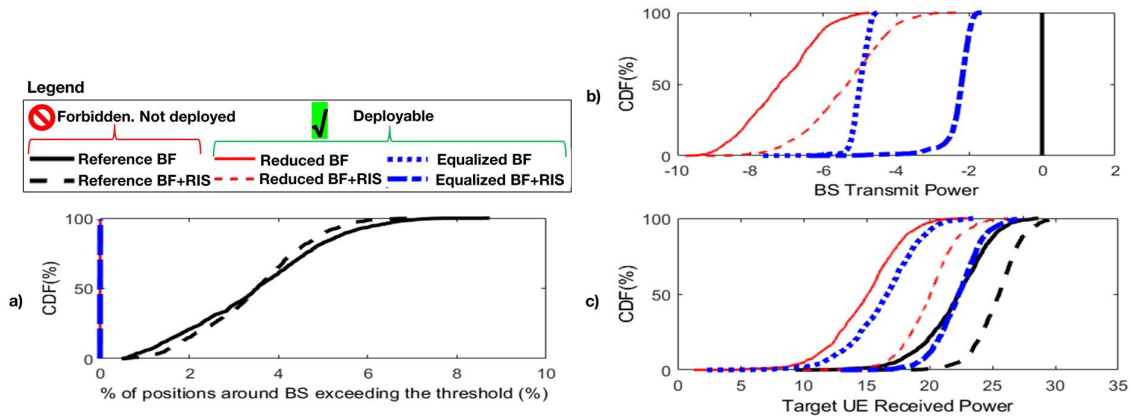 Legend
Forbidden. Not deployed
√ Deployable
Reference BF
Reduced BF
Equalized BF
Reference BF+RIS
Reduced BF+RIS
Equalized BF+RIS
a)
CDF(%)
100
50
0
0 2 4 6 8 10
% of positions around BS exceeding the threshold (%)
b)
CDF(%)
100
50
0
-10 -8 -6 -4 -2 0 2
BS Transmit Power
c)
CDF(%)
100
50
0
0 5 10 15 20 25 30 35
Target UE Received Power